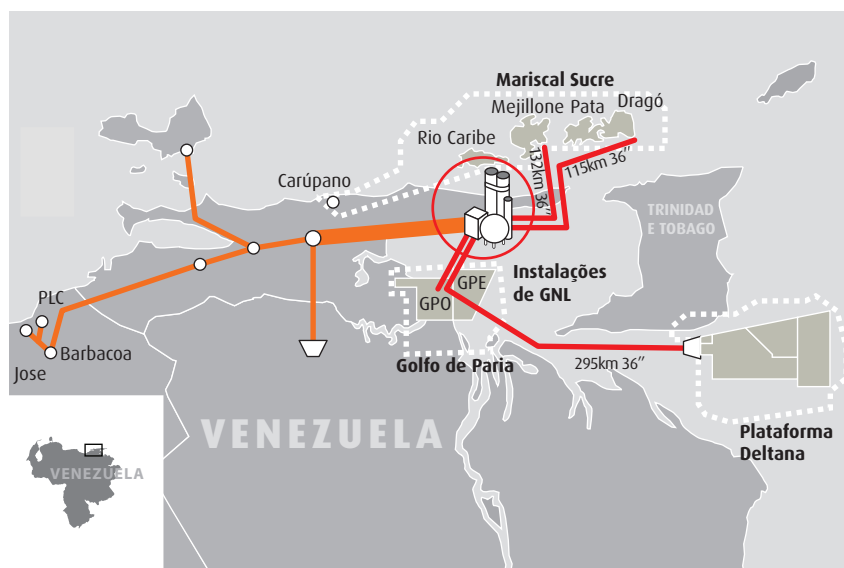 Mariscal Sucre
Mejillone Pata
Dragó
Rio Caribe
132km 36”
115km 36”
Carúpano
TRINIDAD
E TOBAGO
Instalações
de GNL
GPE
GPO
PLC
Barbacoa
Jose
Golfo de Paria
295km 36”
VENEZUELA
Plataforma
Deltana
VENEZUELA